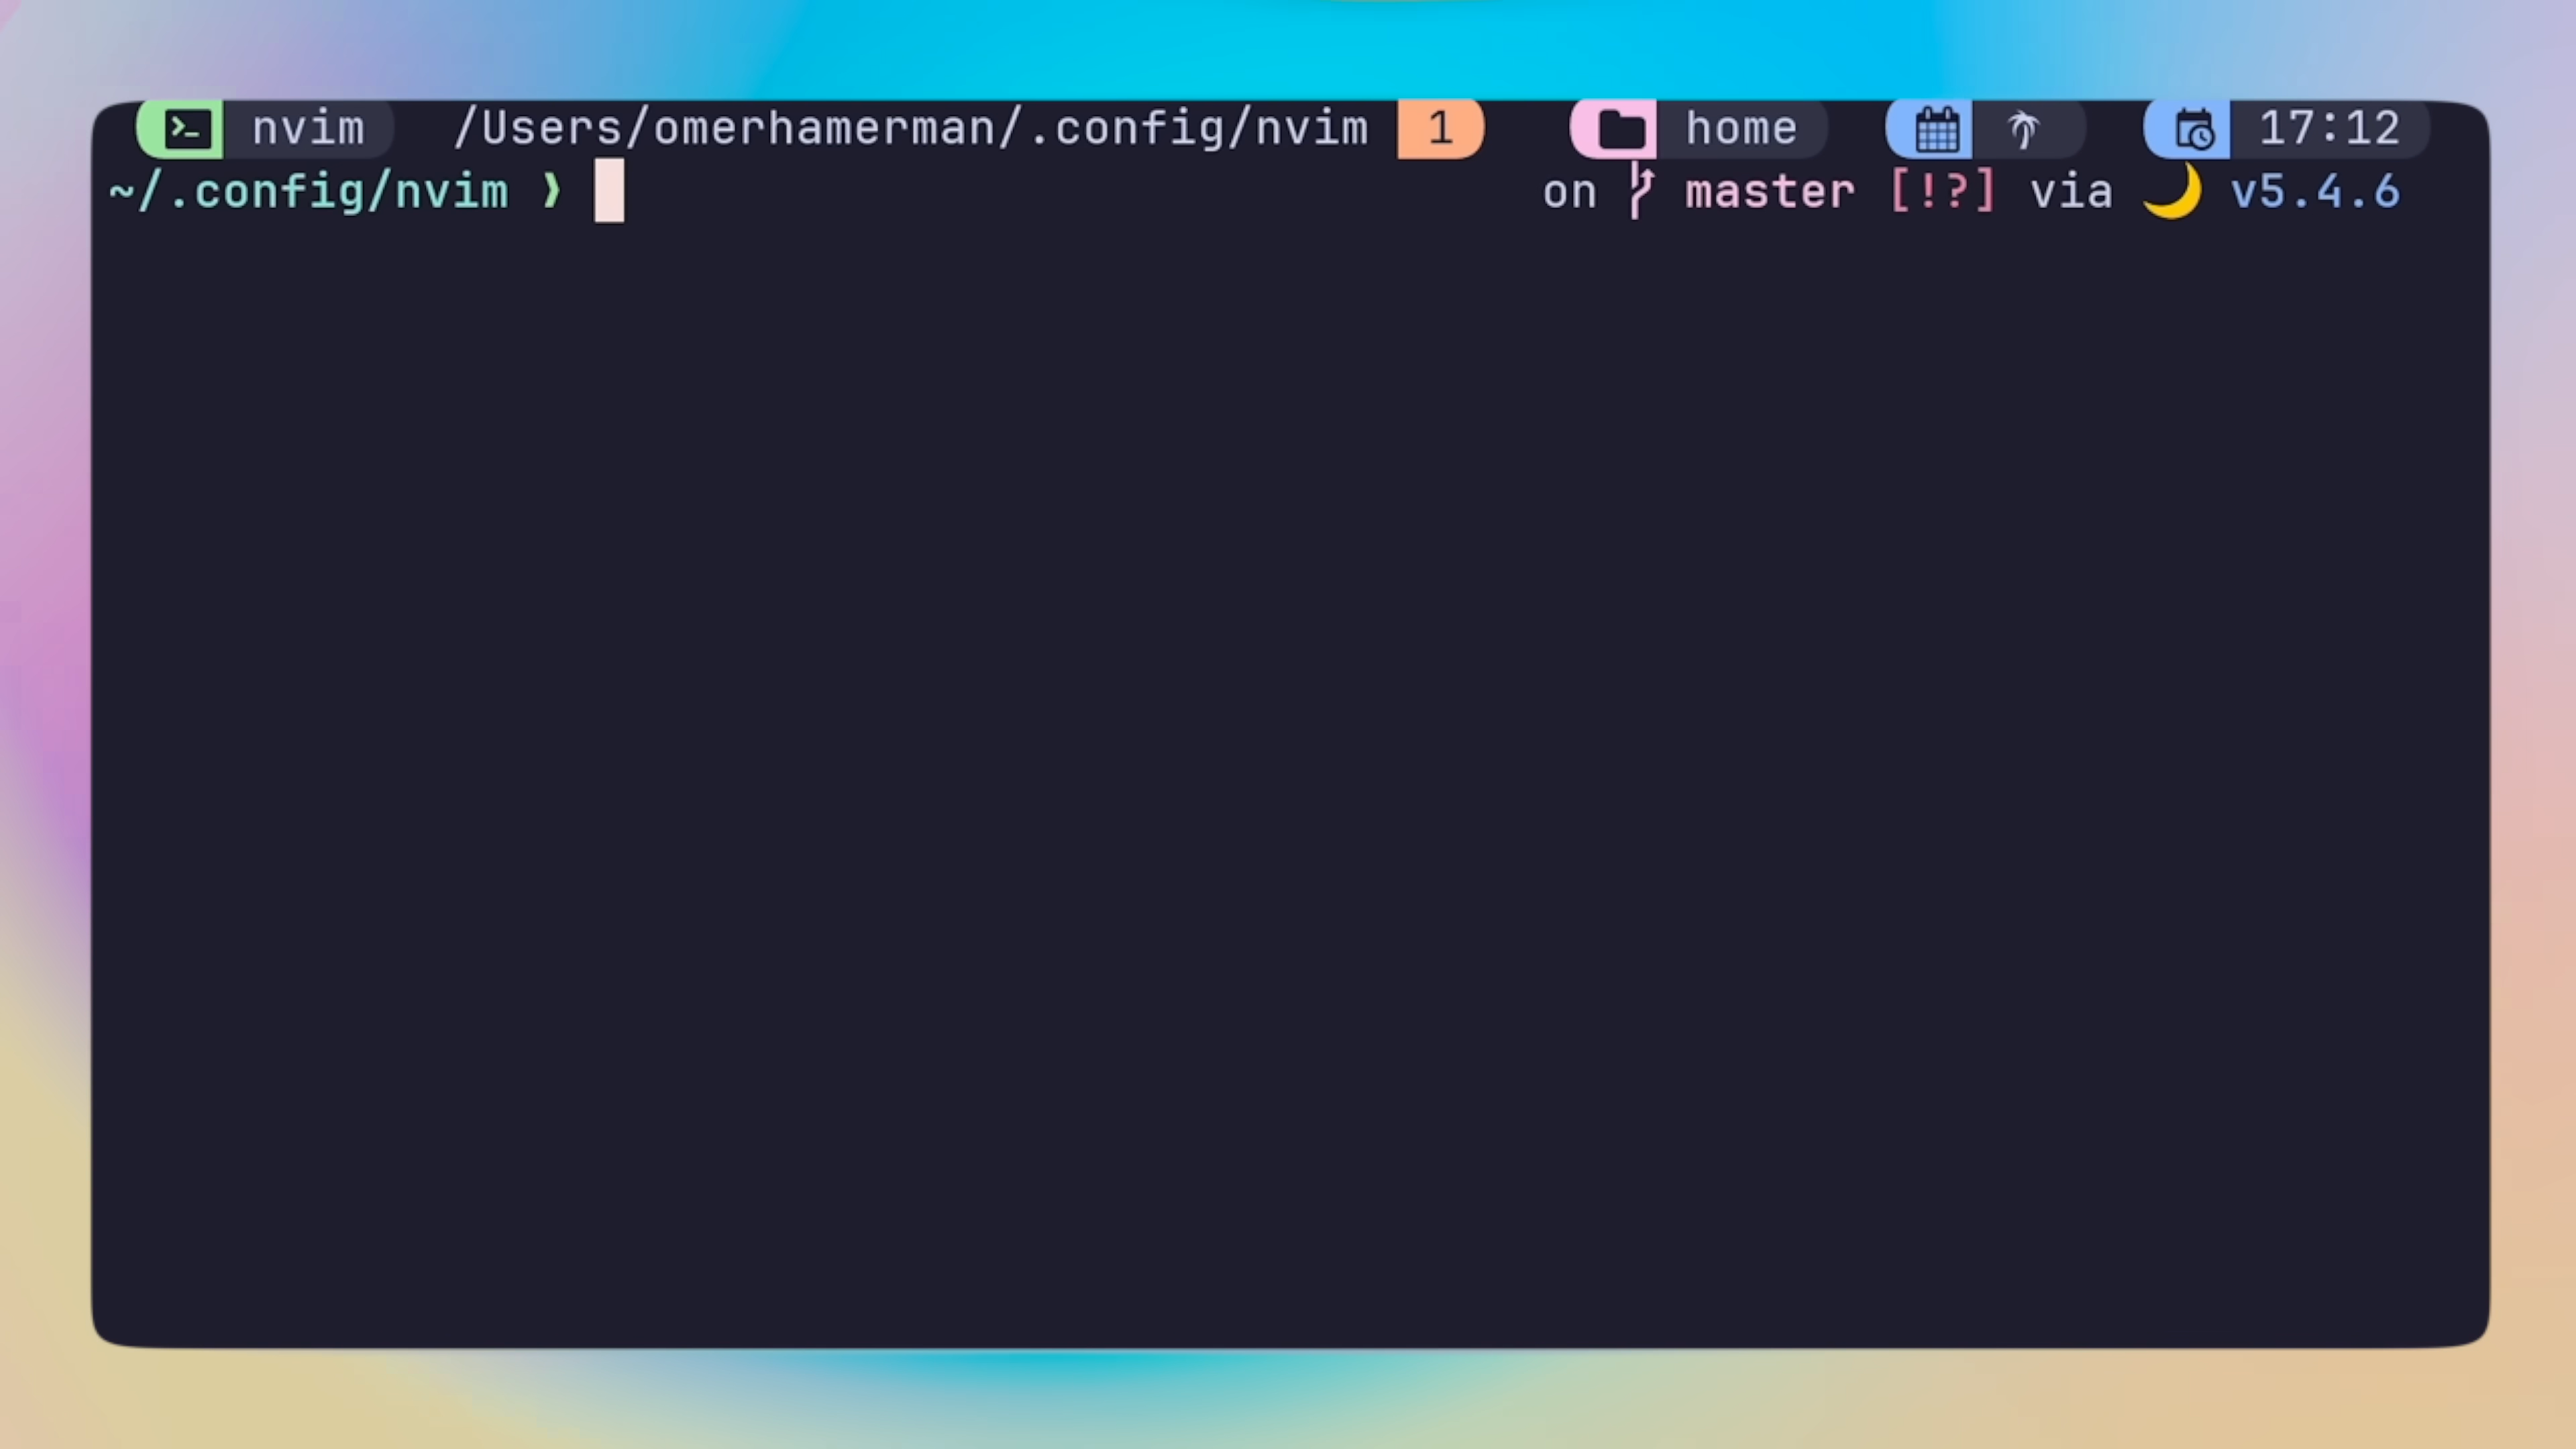 nvim /Users/omerhamerman/.config/nvim 1 home 17:12
~/.config/nvim ❯ on master [!?] via 🌙 v5.4.6